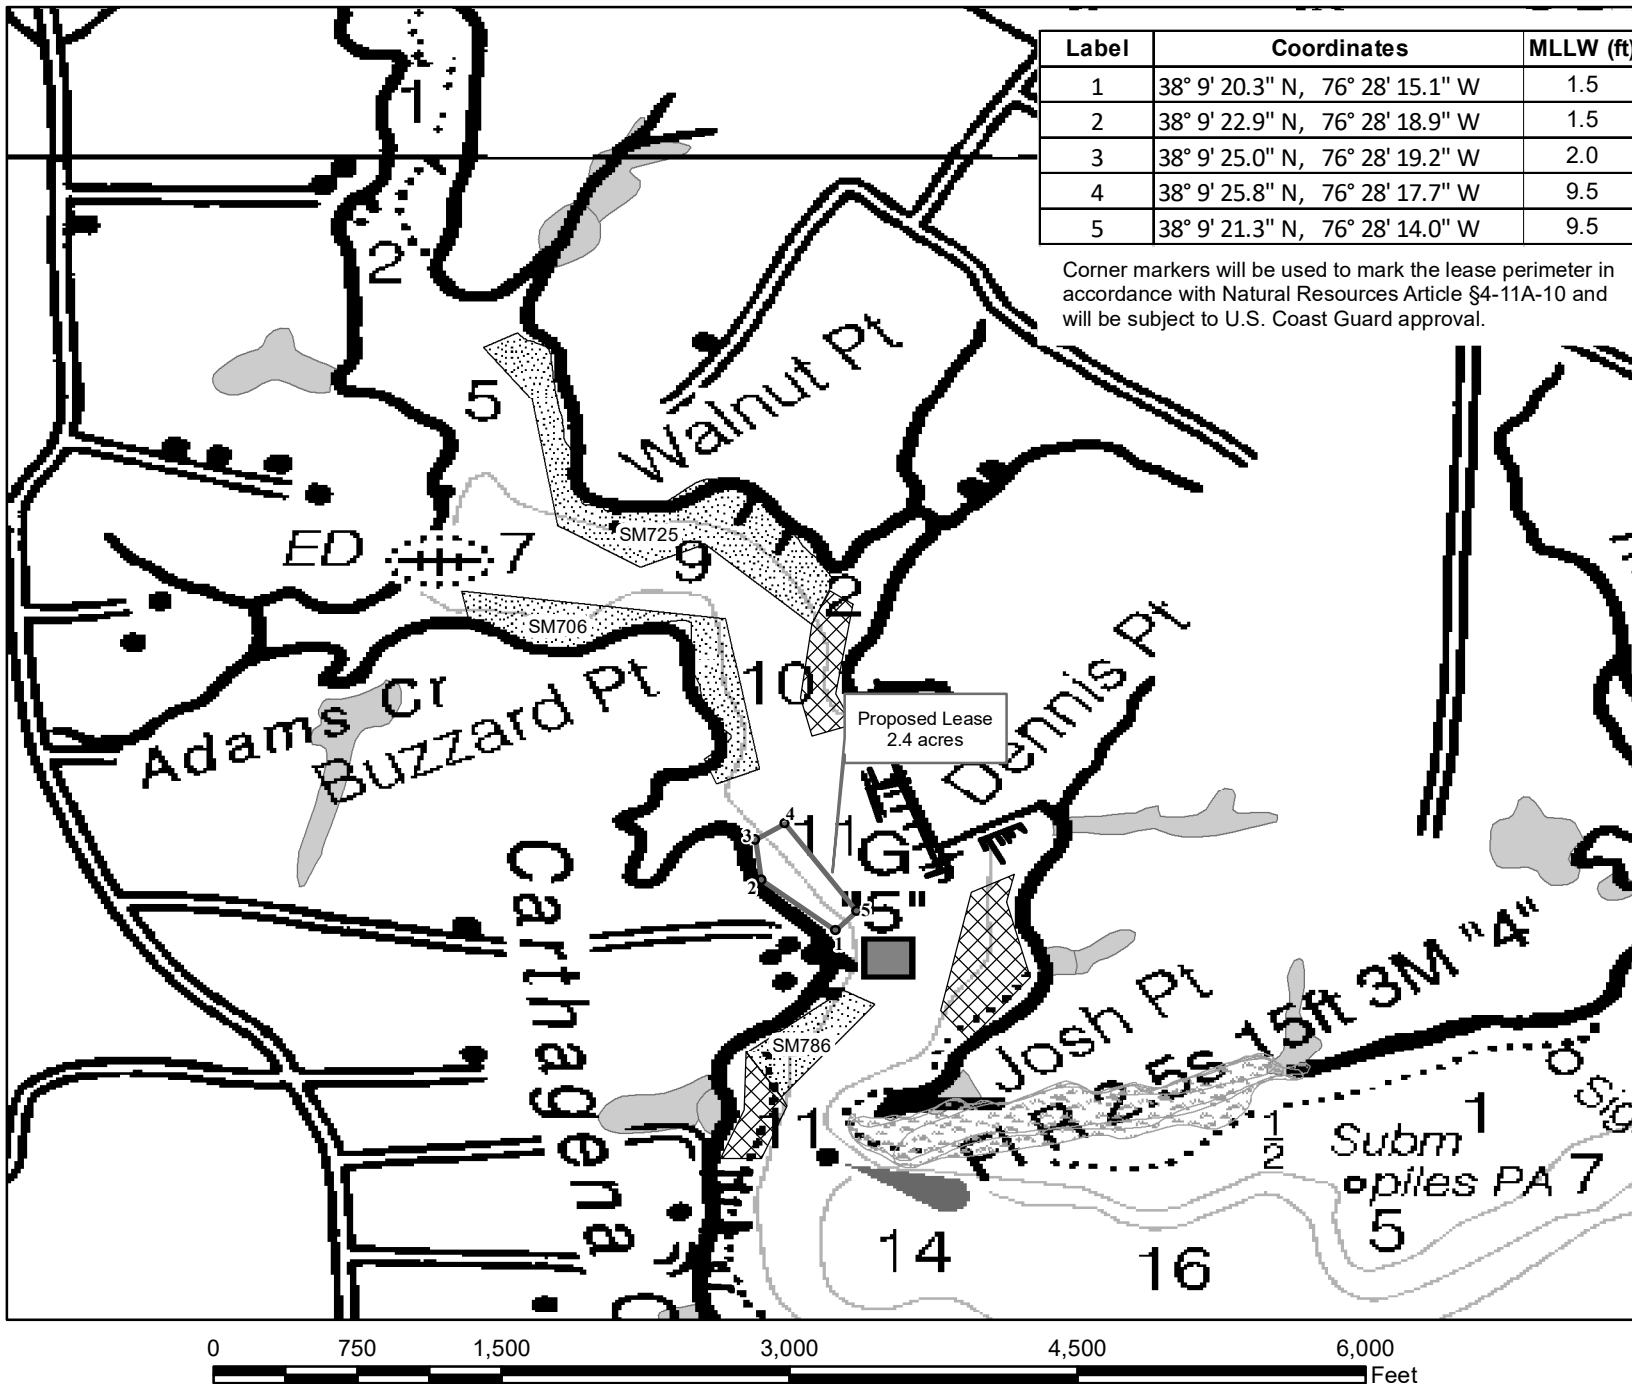 Label Coordinates MLLW (ft)
1 38° 9' 20.3" N, 76° 28' 15.1" W 1.5
2 38° 9' 22.9" N, 76° 28' 18.9" W 1.5
3 38° 9' 25.0" N, 76° 28' 19.2" W 2.0
4 38° 9' 25.8" N, 76° 28' 17.7" W 9.5
5 38° 9' 21.3" N, 76° 28' 14.0" W 9.5
Corner markers will be used to mark the lease perimeter in
accordance with Natural Resources Article §4-11A-10 and
will be subject to U.S. Coast Guard approval.
1
2
5
Walnut Pt
ED
7
SM725
9
2
SM706
10
Adams Cr
Buzzard Pt
Dennis Pt
Proposed Lease
2.4 acres
4
3
11
G
"5"
2
5
1
Carthagena C
SM786
Josh Pt
Fl R 2.5s 15ft 3M "4"
11
1
2
1
Subm
piles PA
7
5
Sig
14
16
0 750 1,500 3,000 4,500 6,000
Feet